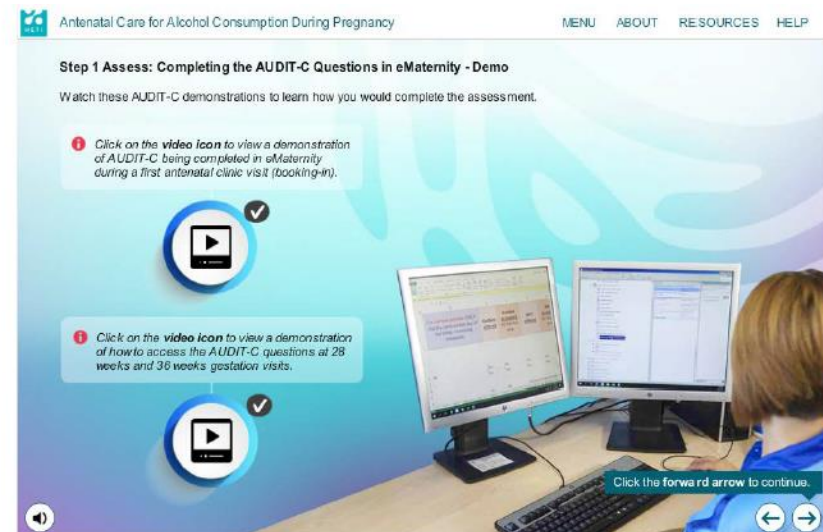 HETI
Antenatal Care for Alcohol Consumption During Pregnancy
MENU ABOUT RESOURCES HELP
Step 1 Assess: Completing the AUDIT-C Questions in eMaternity - Demo
Watch these AUDIT-C demonstrations to learn how you would complete the assessment.
Click on the video icon to view a demonstration
of AUDIT-C being completed in eMaternity
during a first antenatal clinic visit (booking-in).
Click on the video icon to view a demonstration
of how to access the AUDIT-C questions at 28
weeks and 36 weeks gestation visits.
Click the forward arrow to continue.